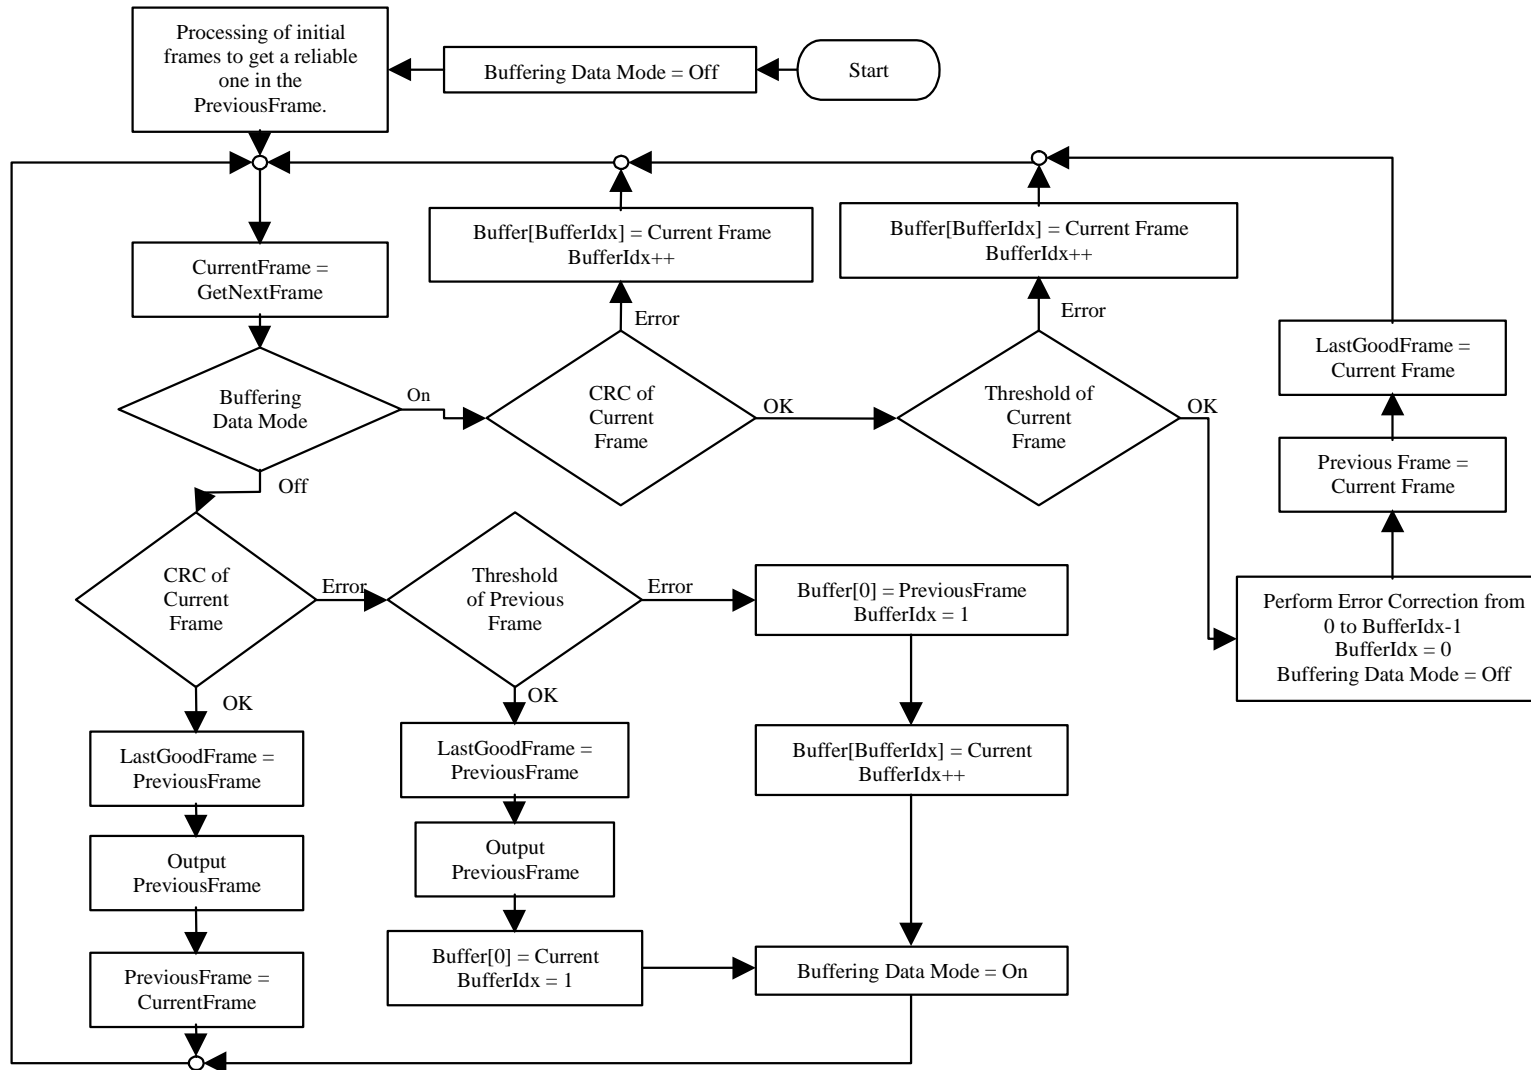 Processing of initial
frames to get a reliable
one in the
PreviousFrame.
Buffering Data Mode = Off
Start
Buffer[BufferIdx] = Current Frame
BufferIdx++
Buffer[BufferIdx] = Current Frame
BufferIdx++
CurrentFrame =
GetNextFrame
Error
Error
LastGoodFrame =
Current Frame
Buffering
Data Mode
On
CRC of
Current
Frame
OK
Threshold of
Current
Frame
OK
Previous Frame =
Current Frame
Off
CRC of
Current
Frame
Error
Threshold
of Previous
Frame
Error
Buffer[0] = PreviousFrame
BufferIdx = 1
Perform Error Correction from
0 to BufferIdx-1
BufferIdx = 0
Buffering Data Mode = Off
OK
OK
LastGoodFrame =
PreviousFrame
LastGoodFrame =
PreviousFrame
Buffer[BufferIdx] = Current
BufferIdx++
Output
PreviousFrame
Output
PreviousFrame
PreviousFrame =
CurrentFrame
Buffer[0] = Current
BufferIdx = 1
Buffering Data Mode = On